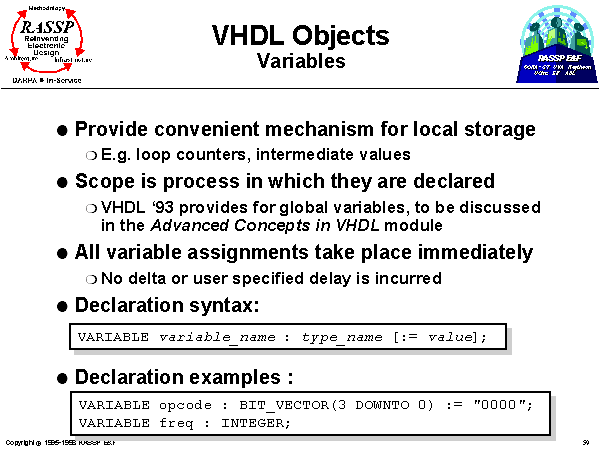 Methodology
RASSP
Reinventing
Electronic
Design
Architecture Infrastructure
DARPA Tri-Service
VHDL Objects
Variables
RASSP E&F
Provide convenient mechanism for local storage
E.g. loop counters, intermediate values
Scope is process in which they are declared
VHDL ‘93 provides for global variables, to be discussed
in the Advanced Concepts in VHDL module
All variable assignments take place immediately
No delta or user specified delay is incurred
Declaration syntax:
VARIABLE variable_name : type_name [:= value];
Declaration examples :
VARIABLE opcode : BIT_VECTOR(3 DOWNTO 0) := "0000";
VARIABLE freq : INTEGER;
Copyright © 1995-1998 RASSP E&F